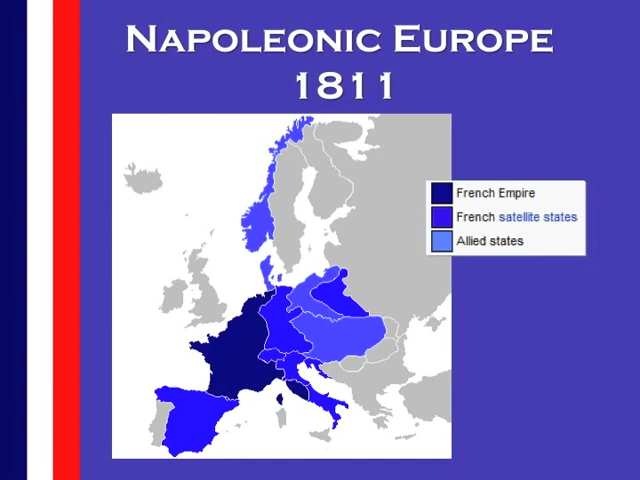 Napoleonic Europe
1811
French Empire
French satellite states
Allied states